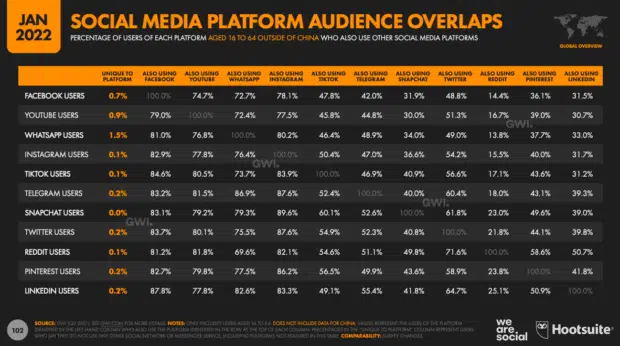 JAN
2022
SOCIAL MEDIA PLATFORM AUDIENCE OVERLAPS
PERCENTAGE OF USERS OF EACH PLATFORM AGED 16 TO 64 OUTSIDE OF CHINA WHO ALSO USE OTHER SOCIAL MEDIA PLATFORMS
GLOBAL OVERVIEW
UNIQUE TO PLATFORM ALSO USING FACEBOOK ALSO USING YOUTUBE ALSO USING WHATSAPP ALSO USING INSTAGRAM ALSO USING TIKTOK ALSO USING TELEGRAM ALSO USING SNAPCHAT ALSO USING TWITTER ALSO USING REDDIT ALSO USING PINTEREST ALSO USING LINKEDIN
FACEBOOK USERS 0.7% 100.0% 74.7% 72.7% 78.1% 47.8% 42.0% 31.9% 48.8% 14.4% 36.1% 31.5%
YOUTUBE USERS 0.9% 79.0% 100.0% 72.4% 77.5% 45.8% 44.8% 30.0% 51.3% 16.7% 39.0% 30.7%
WHATSAPP USERS 1.5% 81.0% 76.8% 100.0% 80.2% 46.4% 48.9% 34.0% 49.0% 13.8% 37.7% 33.0%
INSTAGRAM USERS 0.1% 82.9% 77.8% 76.4% 100.0% 50.4% 47.0% 36.6% 54.2% 15.5% 40.0% 31.7%
TIKTOK USERS 0.1% 84.6% 80.5% 73.7% 83.9% 100.0% 46.9% 40.9% 56.6% 17.1% 43.6% 31.2%
TELEGRAM USERS 0.2% 83.2% 81.5% 86.9% 87.6% 52.4% 100.0% 40.0% 60.4% 18.0% 43.1% 39.3%
SNAPCHAT USERS 0.0% 83.1% 79.2% 79.3% 89.6% 60.1% 52.6% 100.0% 61.8% 23.0% 49.6% 39.0%
TWITTER USERS 0.2% 83.7% 80.1% 75.5% 87.6% 54.9% 52.3% 40.8% 100.0% 21.8% 44.1% 39.8%
REDDIT USERS 0.1% 81.2% 81.8% 69.6% 82.1% 54.6% 51.1% 49.8% 71.6% 100.0% 58.6% 50.7%
PINTEREST USERS 0.2% 82.7% 79.8% 77.5% 86.2% 56.5% 49.9% 43.6% 58.9% 23.8% 100.0% 41.8%
LINKEDIN USERS 0.2% 87.8% 77.8% 82.6% 83.3% 49.1% 55.4% 41.8% 64.7% 25.1% 50.9% 100.0%
GWI.
GWI.
GWI.
GWI.
102
we
are.
social
Hootsuite®